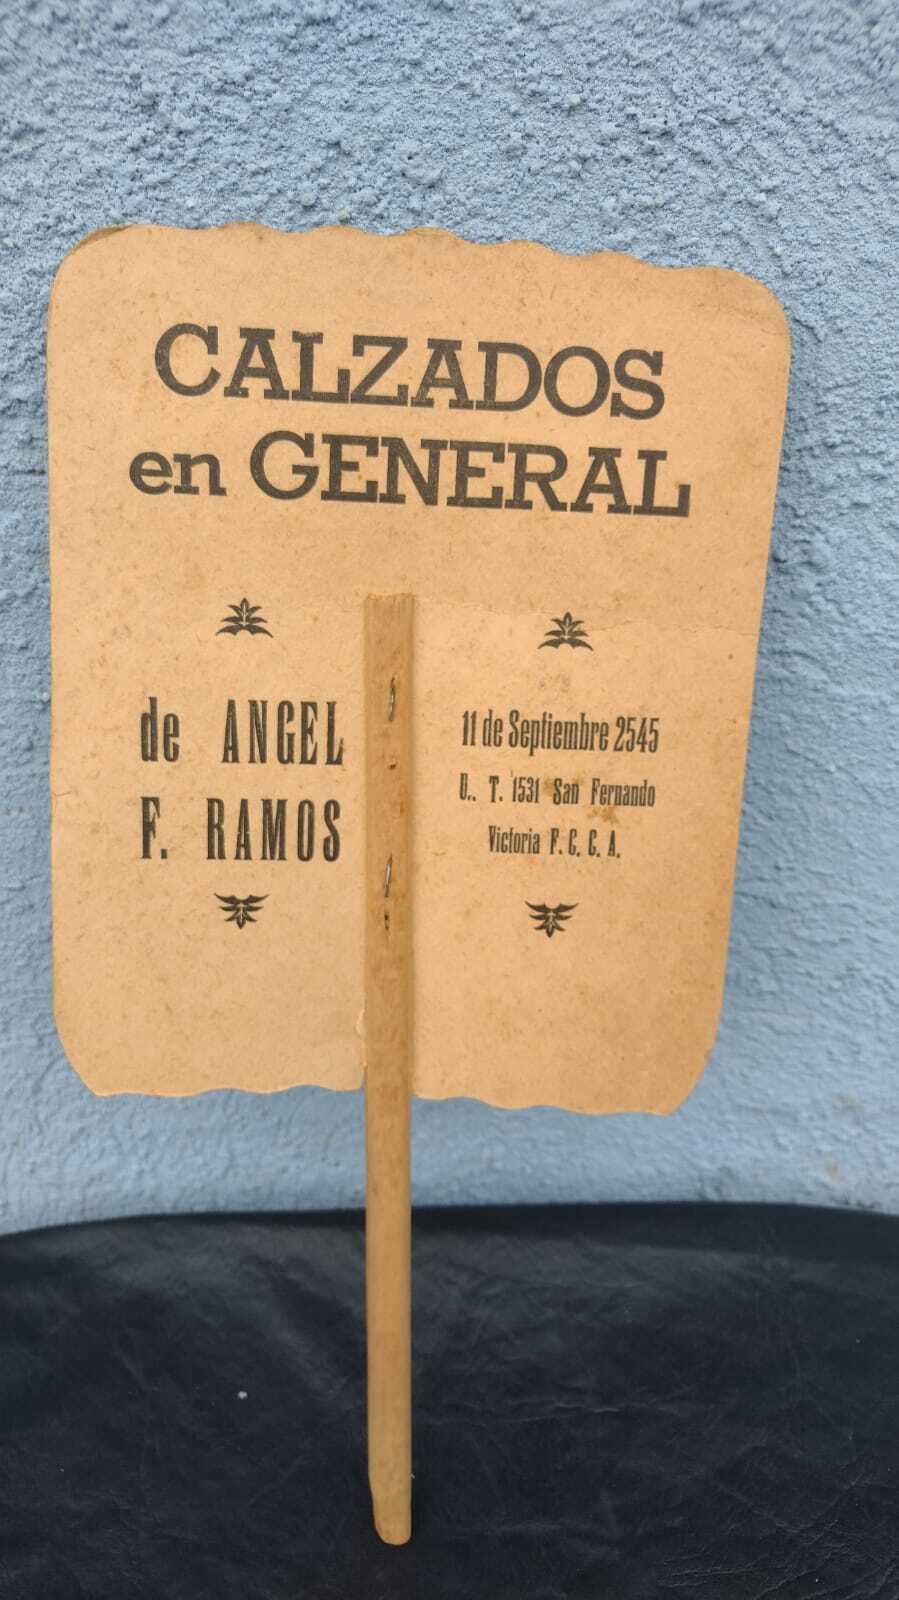 CALZADOS
en GENERAL
de ANGEL
F. RAMOS
11 de Septiembre 2545
U.. T. 1531 San Fernando
Victoria F. C. C. A.